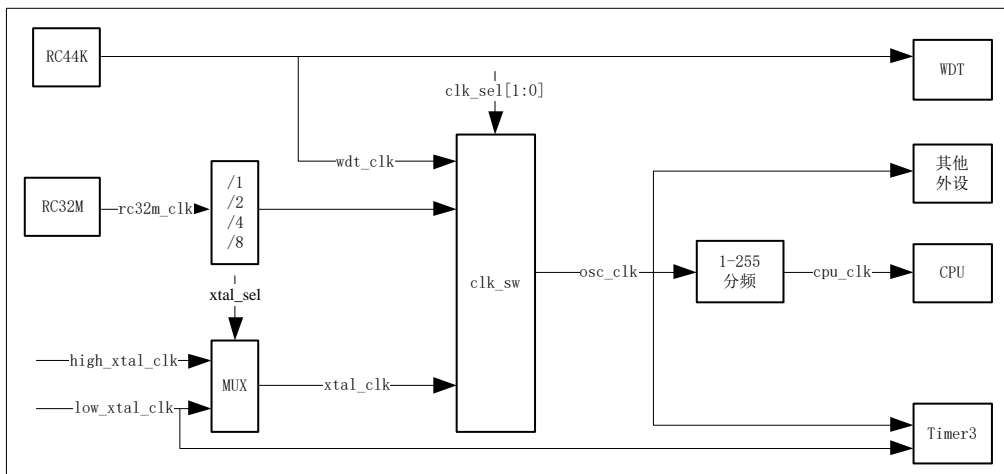 RC44K
WDT
clk_sel[1:0]
wdt_clk
其他
外设
RC32M
rc32m_clk
/1
/2
/4
/8
clk_sw
osc_clk
1-255
分频
cpu_clk
CPU
xtal_sel
high_xtal_clk
MUX
xtal_clk
low_xtal_clk
Timer3